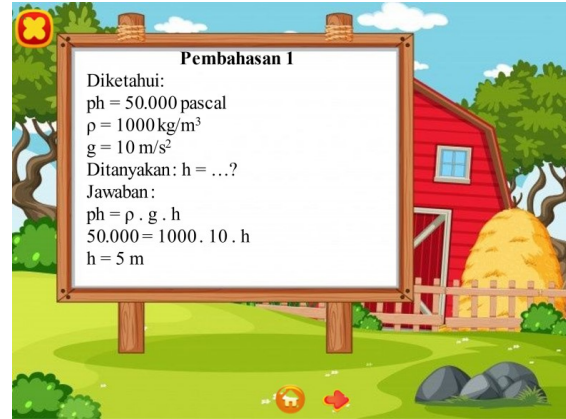 Pembahasan 1
Diketahui:
ph = 50.000 pascal
ρ = 1000 kg/m³
g = 10 m/s²
Ditanyakan: h = …?
Jawaban:
ph = ρ . g . h
50.000 = 1000 . 10 . h
h = 5 m